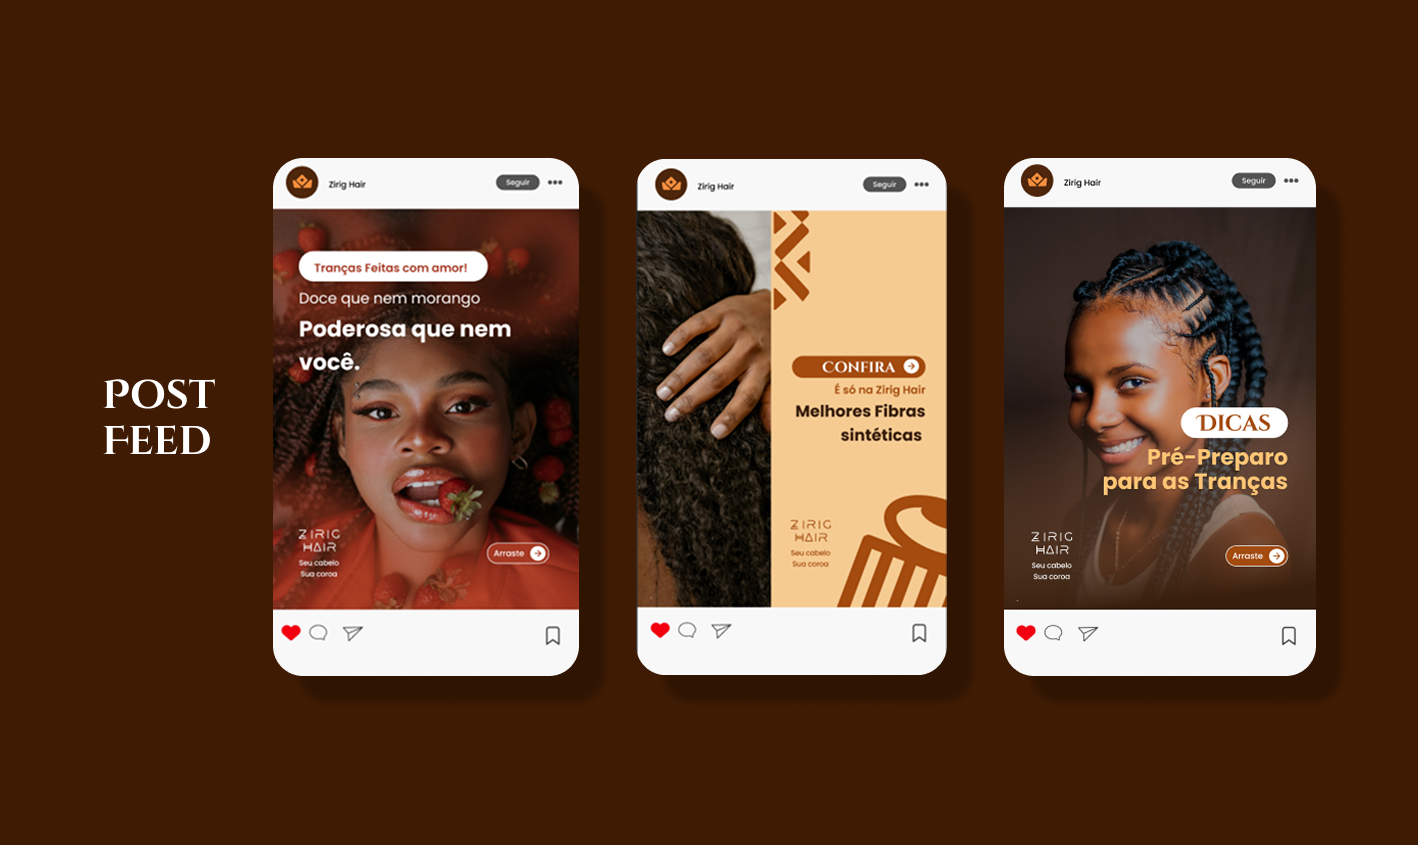 POST
FEED
Zirig Hair
Seguir
Tranças Feitas com amor!
Doce que nem morango
Poderosa que nem
você.
ZIRIG
HAIR
Seu cabelo
Sua coroa
Arraste
Zirig Hair
Seguir
CONFIRA
É só na Zirig Hair
Melhores Fibras
sintéticas
ZIRIG
HAIR
Seu cabelo
Sua coroa
Zirig Hair
Seguir
DICAS
Pré-Preparo
para as Tranças
ZIRIG
HAIR
Seu cabelo
Sua coroa
Arraste